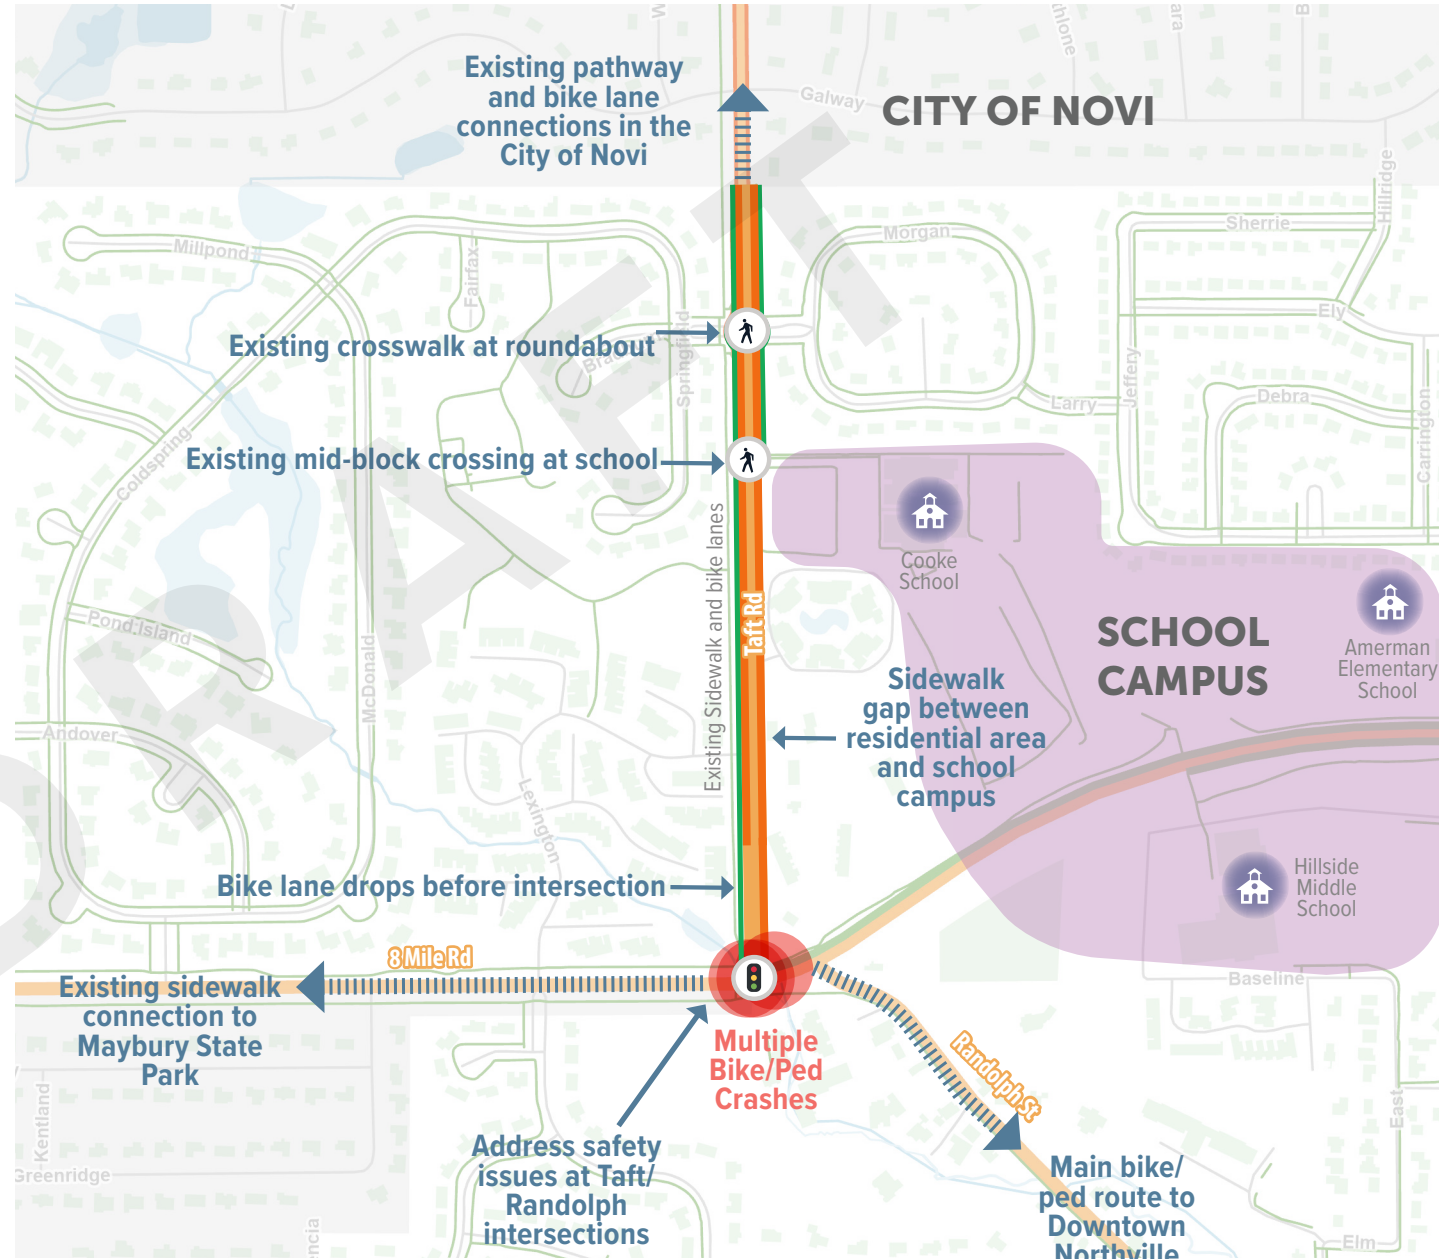 Existing pathway
and bike lane
connections in the
City of Novi
Galway
CITY OF NOVI
Hillridge
Millpond
Fairfax
Morgan
Sherrie
Ely
Existing crosswalk at roundabout
Springfield
Jeffery
Larry
Debra
Carrington
Coldspring
Existing mid-block crossing at school
Existing Sidewalk and bike lanes
Taft Rd
Cooke
School
SCHOOL
CAMPUS
Amerman
Elementary
School
Pond Island
McDonald
Andover
Lexington
Sidewalk
gap between
residential area
and school
campus
Hillside
Middle
School
Bike lane drops before intersection
8 Mile Rd
Existing sidewalk
connection to
Maybury State
Park
Baseline
Multiple
Bike/Ped
Crashes
Randolph St
Kentland
Greenridge
East
Address safety
issues at Taft/
Randolph
intersections
Main bike/
ped route to
Downtown
Northville
Elm
DRAFT